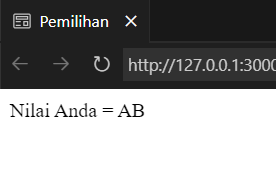 Pemilihan
http://127.0.0.1:3000
Nilai Anda = AB